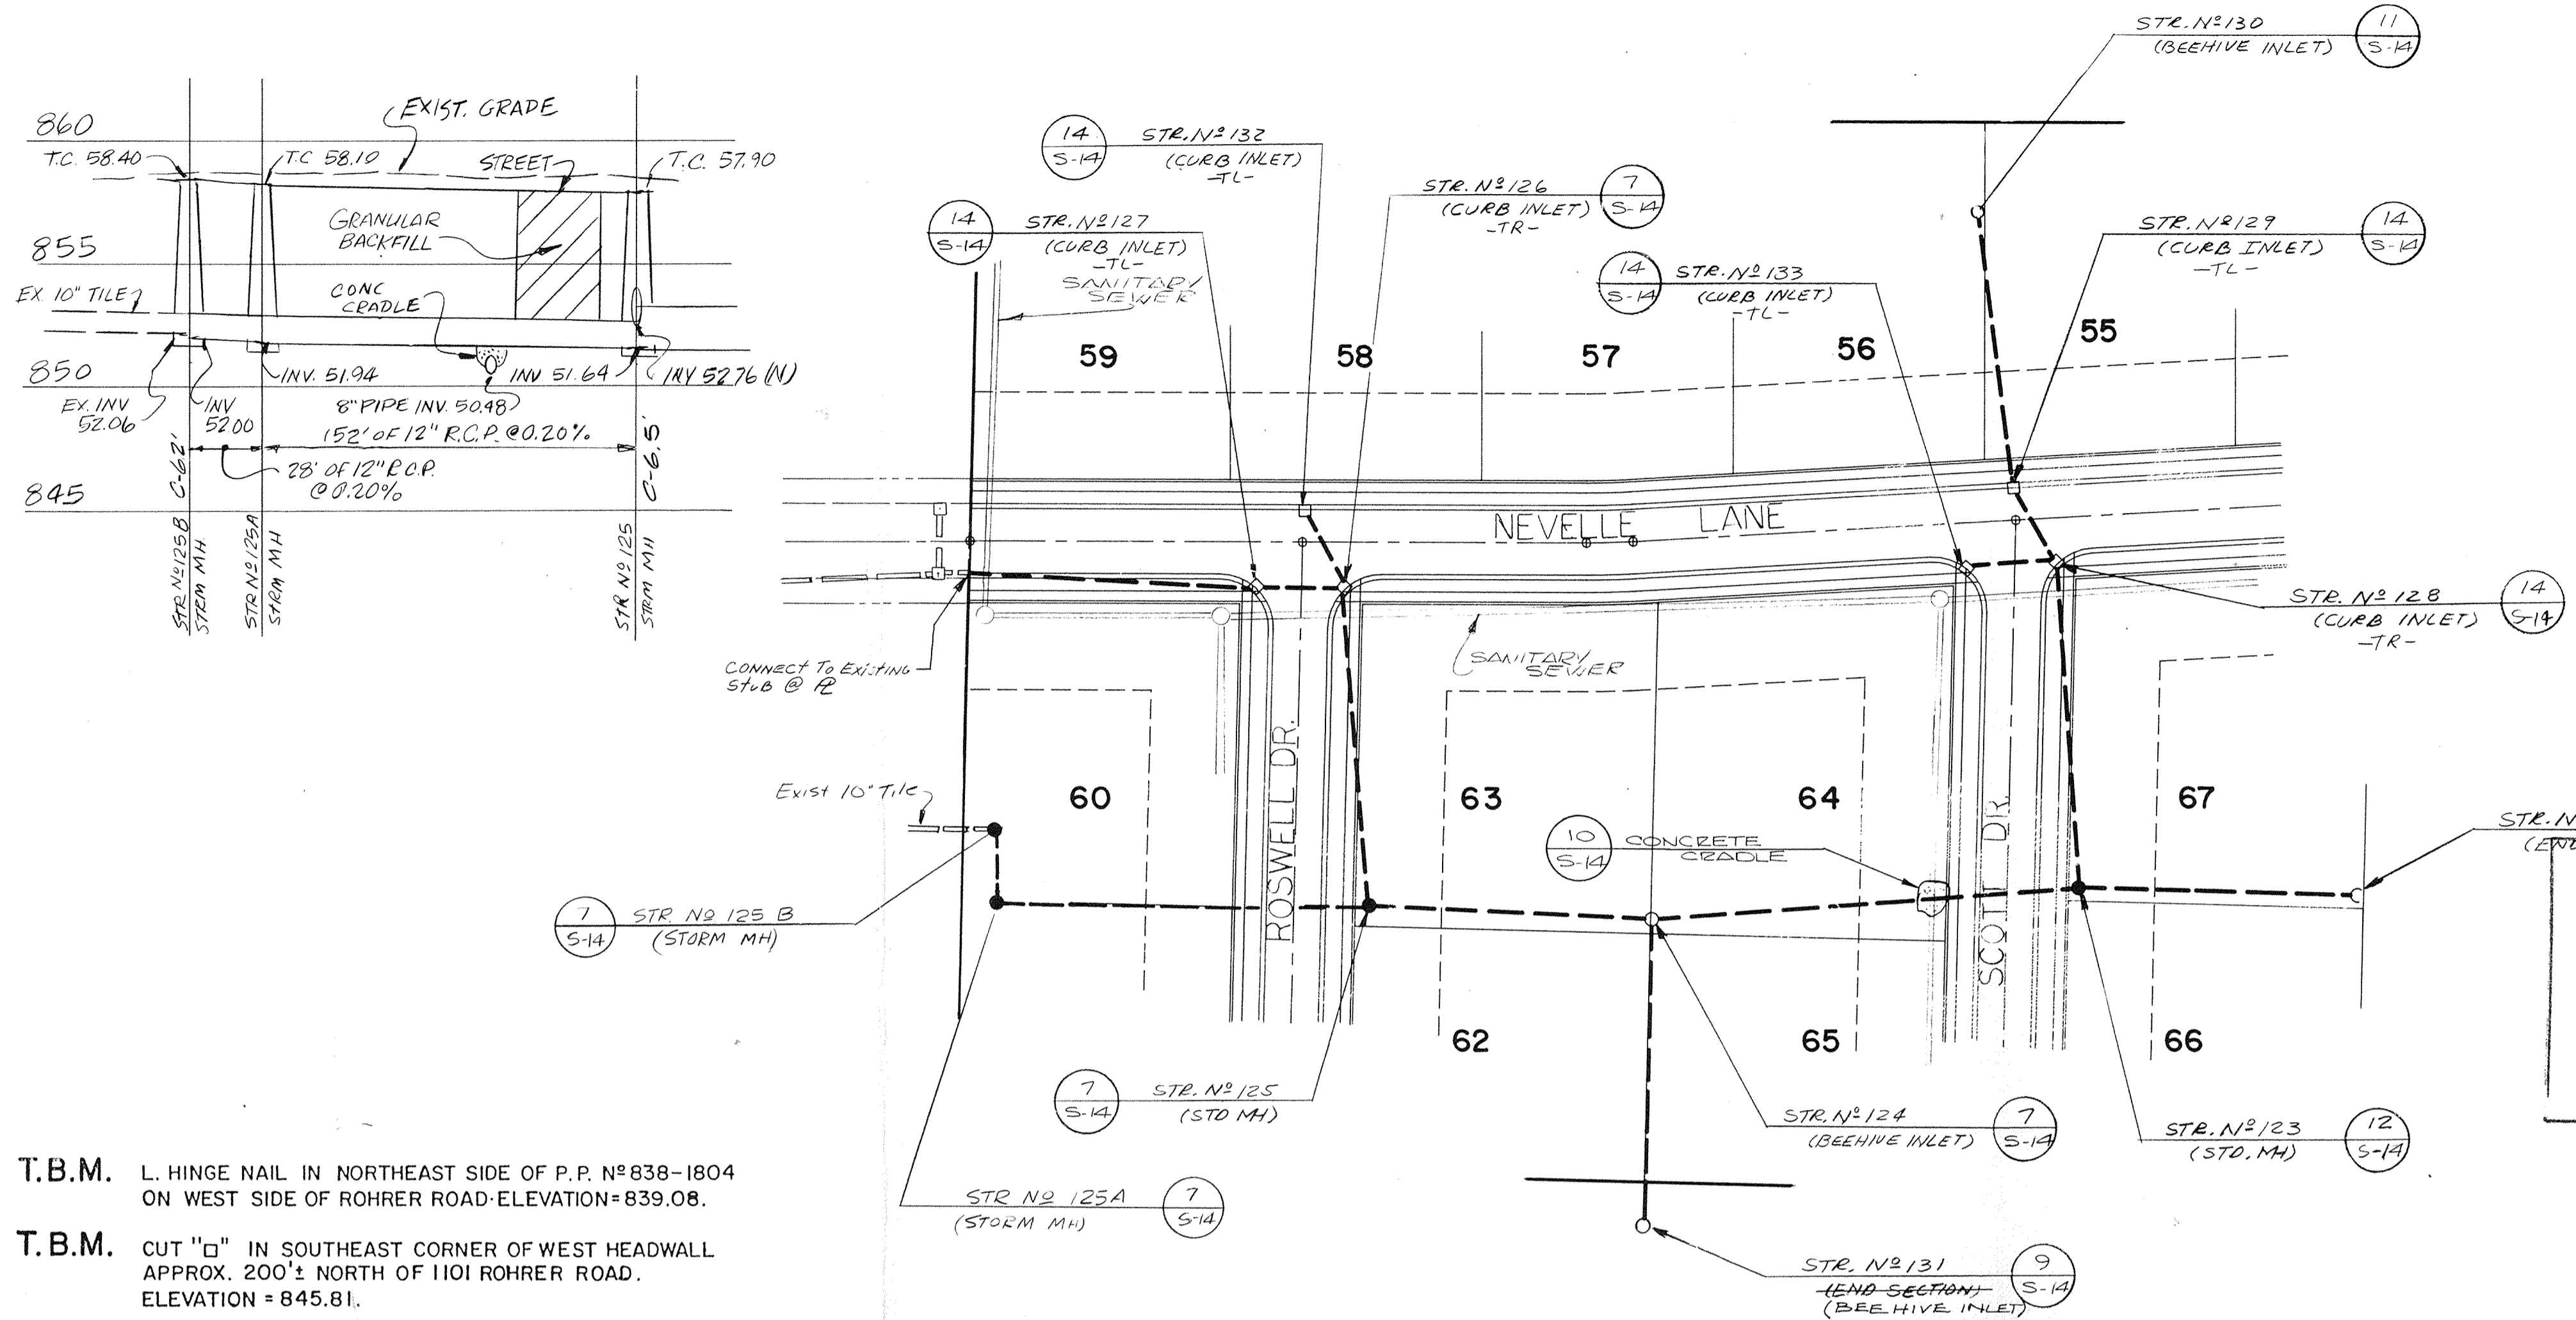 860
EXIST. GRADE
T.C. 58.40
T.C 58.10
STREET
T.C. 57.90
GRANULAR
BACKFILL
855
EX. 10" TILE
CONC
CRADLE
850
INV. 51.94
INV 51.64
INV 52.76 (N)
EX. INV
52.06
INV
52.00
8" PIPE INV. 50.48
152' OF 12" R.C.P. @ 0.20%
28' OF 12" R.C.P.
@ 0.20%
845
C-62'
C-6.5'
STR Nº 125 B
STRM MH
STR Nº 125A
STRM MH
STR Nº 125
STRM MH
STR. Nº 130
(BEEHIVE INLET)
11
S-14
14
S-14
STR. Nº 132
(CURB INLET)
-TL-
STR. Nº 126
(CURB INLET)
-TR-
7
S-14
14
S-14
STR. Nº 127
(CURB INLET)
-TL-
SANITARY
SEWER
14
S-14
STR. Nº 133
(CURB INLET)
-TL-
STR. Nº 129
(CURB INLET)
-TL-
14
S-14
59
58
57
56
55
NEVELLE LANE
STR. Nº 128
(CURB INLET)
-TR-
14
S-14
CONNECT TO EXISTING
STUB @ PL
SANITARY
SEWER
ROSWELL DR.
SCOT DR.
Exist 10" Tile
60
63
64
67
10
S-14
CONCRETE
CRADLE
STR. N
7
S-14
STR. Nº 125 B
(STORM MH)
62
65
66
7
S-14
STR. Nº 125
(STD MH)
STR. Nº 124
(BEEHIVE INLET)
7
S-14
STR. Nº 123
(STD. MH)
12
S-14
STR Nº 125A
(STORM MH)
7
S-14
STR. Nº 131
(END SECTION)
(BEEHIVE INLET)
9
S-14
T.B.M. L. HINGE NAIL IN NORTHEAST SIDE OF P.P. Nº 838-1804
ON WEST SIDE OF ROHRER ROAD·ELEVATION=839.08.
T.B.M. CUT "□" IN SOUTHEAST CORNER OF WEST HEADWALL
APPROX. 200'± NORTH OF 1101 ROHRER ROAD.
ELEVATION = 845.81.